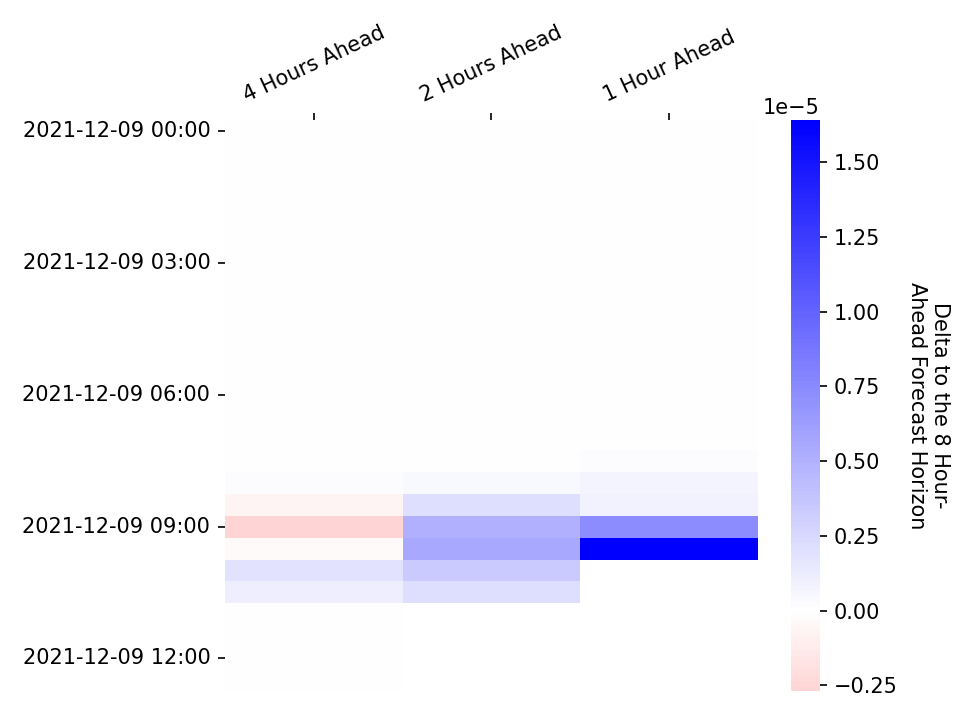 4 Hours Ahead
2 Hours Ahead
1 Hour Ahead
1e−5
2021-12-09 00:00
2021-12-09 03:00
2021-12-09 06:00
2021-12-09 09:00
2021-12-09 12:00
1.50
1.25
1.00
0.75
0.50
0.25
0.00
−0.25
Delta to the 8 Hour-
Ahead Forecast Horizon